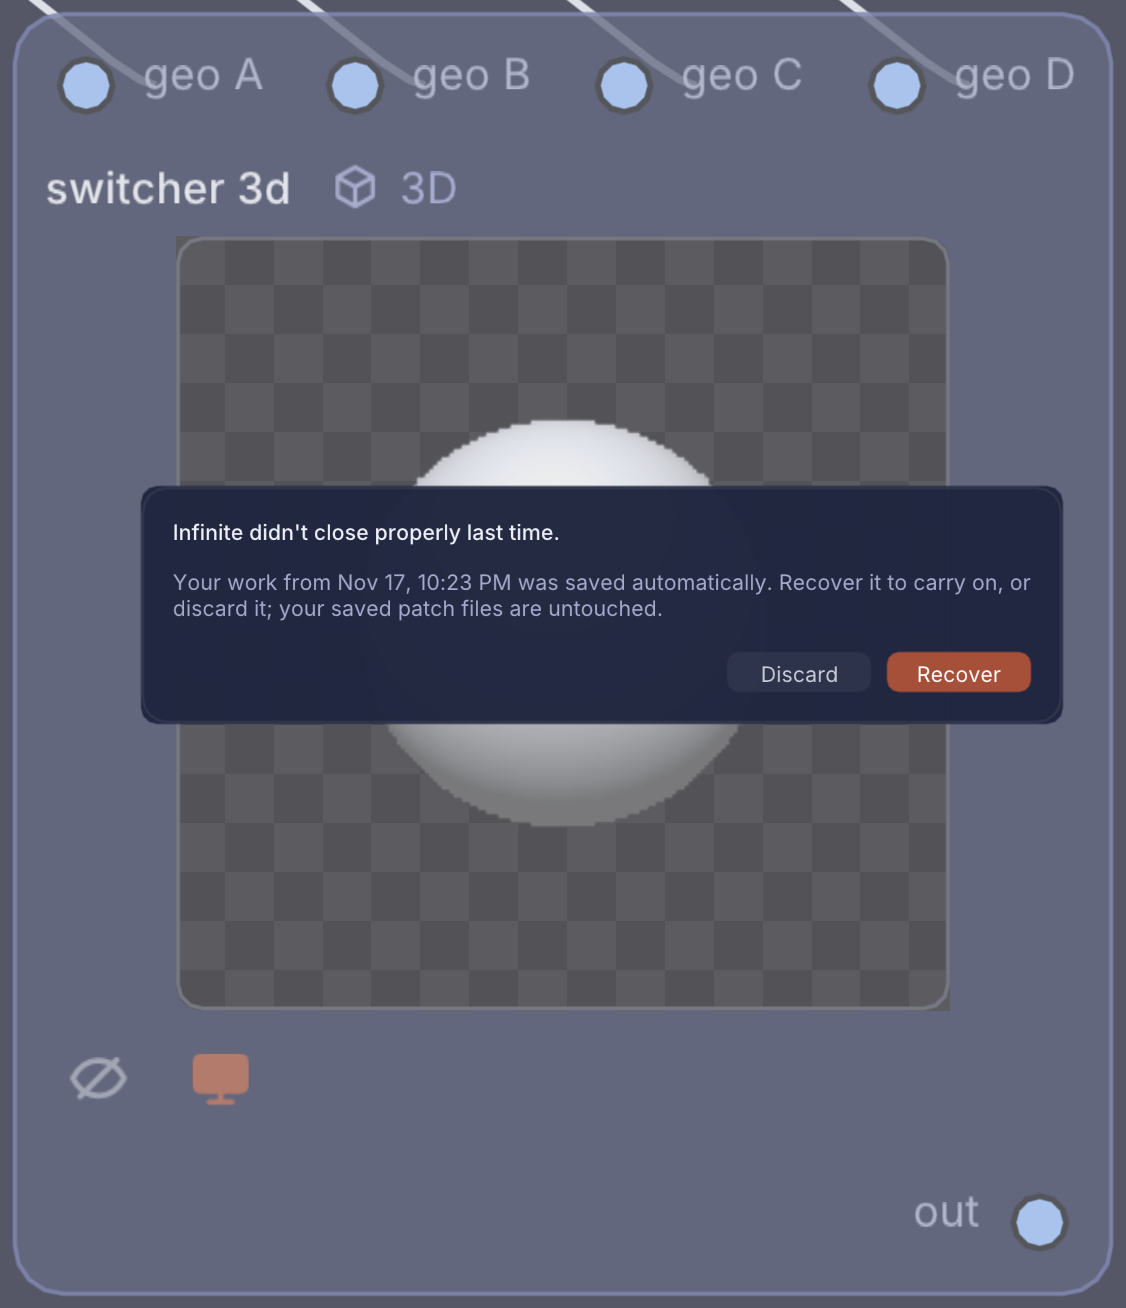 geo A geo B geo C geo D
switcher 3d 3D
Infinite didn't close properly last time.
Your work from Nov 17, 10:23 PM was saved automatically. Recover it to carry on, or
discard it; your saved patch files are untouched.
Discard Recover
out